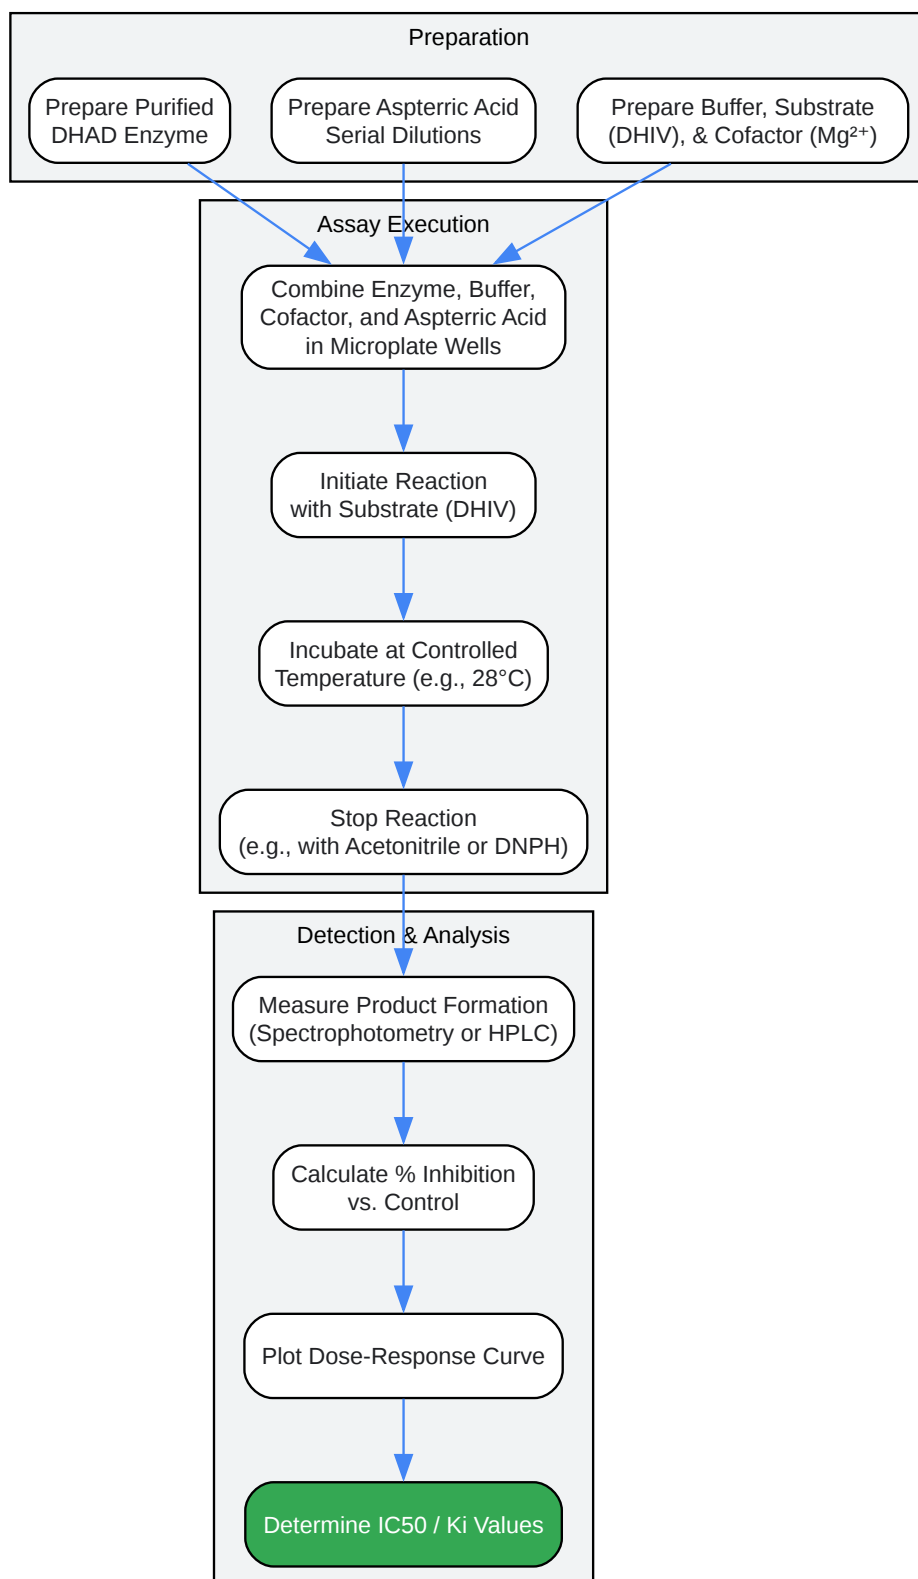 Preparation
Prepare Purified
DHAD Enzyme
Prepare Aspterric Acid
Serial Dilutions
Prepare Buffer, Substrate
(DHIV), & Cofactor (Mg²⁺)
Assay Execution
Combine Enzyme, Buffer,
Cofactor, and Aspterric Acid
in Microplate Wells
Initiate Reaction
with Substrate (DHIV)
Incubate at Controlled
Temperature (e.g., 28°C)
Stop Reaction
(e.g., with Acetonitrile or DNPH)
Detection & Analysis
Measure Product Formation
(Spectrophotometry or HPLC)
Calculate % Inhibition
vs. Control
Plot Dose-Response Curve
Determine IC50 / Ki Values